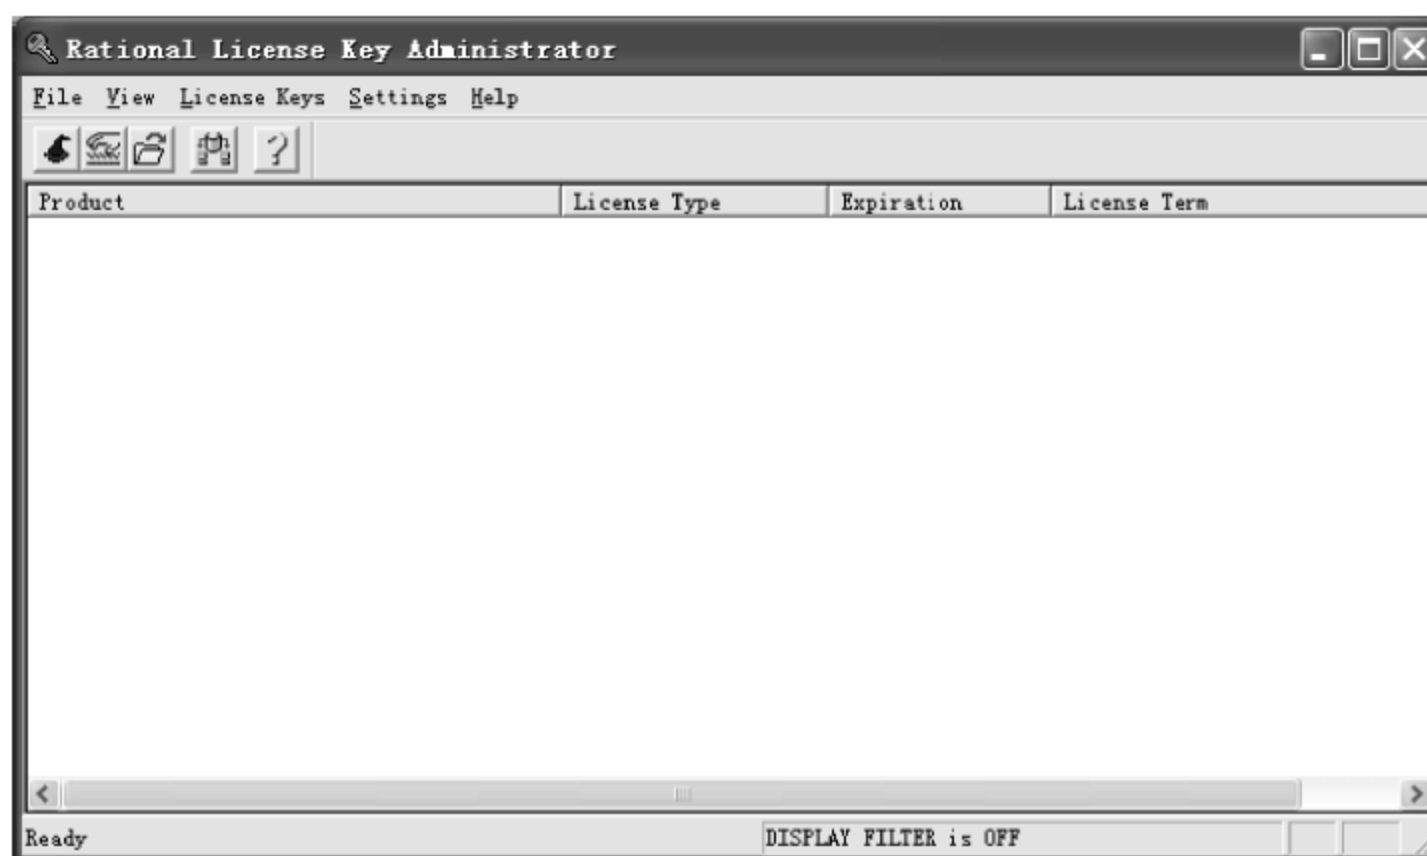 Rational License Key Administrator
File View License Keys Settings Help
Product License Type Expiration License Term
Ready DISPLAY FILTER is OFF